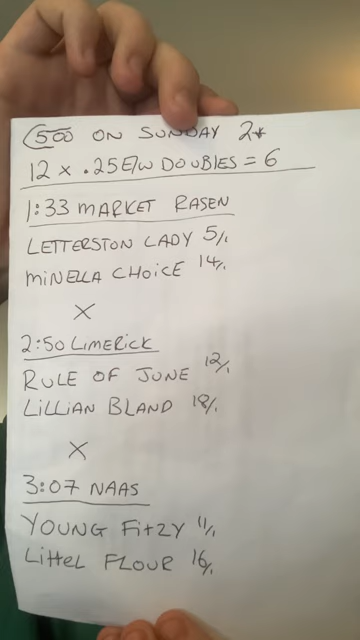 500 ON SUNDAY 2*
12 x .25E/W DOUBLES = 6
1:33 MARKET RASEN
LETTERSTON LADY 5/1
MINELLA CHOICE 14/1
X
2:50 LIMERICK
RULE OF JUNE 12/1
LILLIAN BLAND 18/1
X
3:07 NAAS
YOUNG FITZY 11/1
LITTEL FLOUR 16/1